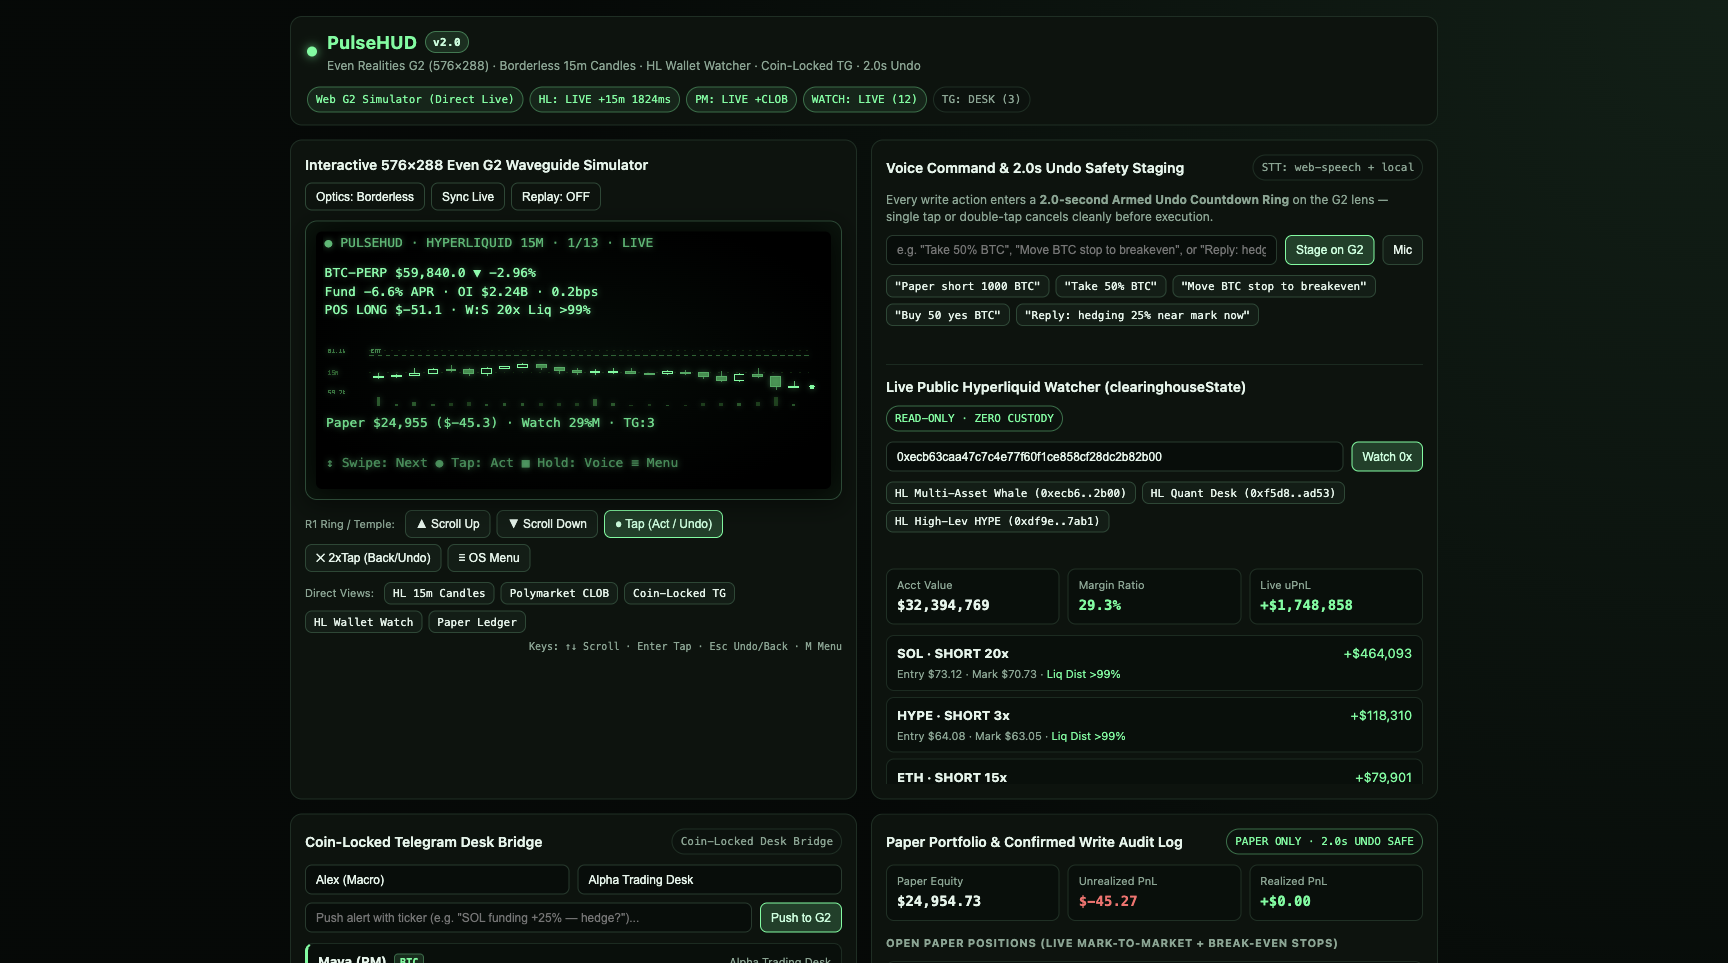 PulseHUD v2.0
Even Realities G2 (576×288) · Borderless 15m Candles · HL Wallet Watcher · Coin-Locked TG · 2.0s Undo
Web G2 Simulator (Direct Live) HL: LIVE +15m 1824ms PM: LIVE +CLOB WATCH: LIVE (12) TG: DESK (3)
Interactive 576×288 Even G2 Waveguide Simulator
Optics: Borderless Sync Live Replay: OFF
● PULSEHUD · HYPERLIQUID 15M · 1/13 · LIVE
BTC-PERP $59,840.0 ▼ -2.96%
Fund -6.6% APR · OI $2.24B · 0.2bps
POS LONG $-51.1 · W:S 20x Liq >99%
15m
Paper $24,955 ($-45.3) · Watch 29%M · TG:3
↕ Swipe: Next ● Tap: Act ■ Hold: Voice ≡ Menu
R1 Ring / Temple: ▲ Scroll Up ▼ Scroll Down ● Tap (Act / Undo)
✕ 2xTap (Back/Undo) ≡ OS Menu
Direct Views: HL 15m Candles Polymarket CLOB Coin-Locked TG
HL Wallet Watch Paper Ledger
Keys: ↑↓ Scroll · Enter Tap · Esc Undo/Back · M Menu
Voice Command & 2.0s Undo Safety Staging STT: web-speech + local
Every write action enters a 2.0-second Armed Undo Countdown Ring on the G2 lens —
single tap or double-tap cancels cleanly before execution.
e.g. "Take 50% BTC", "Move BTC stop to breakeven", or "Reply: hedg Stage on G2 Mic
"Paper short 1000 BTC" "Take 50% BTC" "Move BTC stop to breakeven"
"Buy 50 yes BTC" "Reply: hedging 25% near mark now"
Live Public Hyperliquid Watcher (clearinghouseState)
READ-ONLY · ZERO CUSTODY
0xecb63caa47c7c4e77f60f1ce858cf28dc2b82b00 Watch 0x
HL Multi-Asset Whale (0xecb6..2b00) HL Quant Desk (0xf5d8..ad53)
HL High-Lev HYPE (0xdf9e..7ab1)
Acct Value Margin Ratio Live uPnL
$32,394,769 29.3% +$1,748,858
SOL · SHORT 20x +$464,093
Entry $73.12 · Mark $70.73 · Liq Dist >99%
HYPE · SHORT 3x +$118,310
Entry $64.08 · Mark $63.05 · Liq Dist >99%
ETH · SHORT 15x +$79,901
Coin-Locked Telegram Desk Bridge Coin-Locked Desk Bridge
Alex (Macro) Alpha Trading Desk
Push alert with ticker (e.g. "SOL funding +25% — hedge?")... Push to G2
Maya (PM) BTC Alpha Trading Desk
Paper Portfolio & Confirmed Write Audit Log PAPER ONLY · 2.0s UNDO SAFE
Paper Equity Unrealized PnL Realized PnL
$24,954.73 $-45.27 +$0.00
OPEN PAPER POSITIONS (LIVE MARK-TO-MARKET + BREAK-EVEN STOPS)